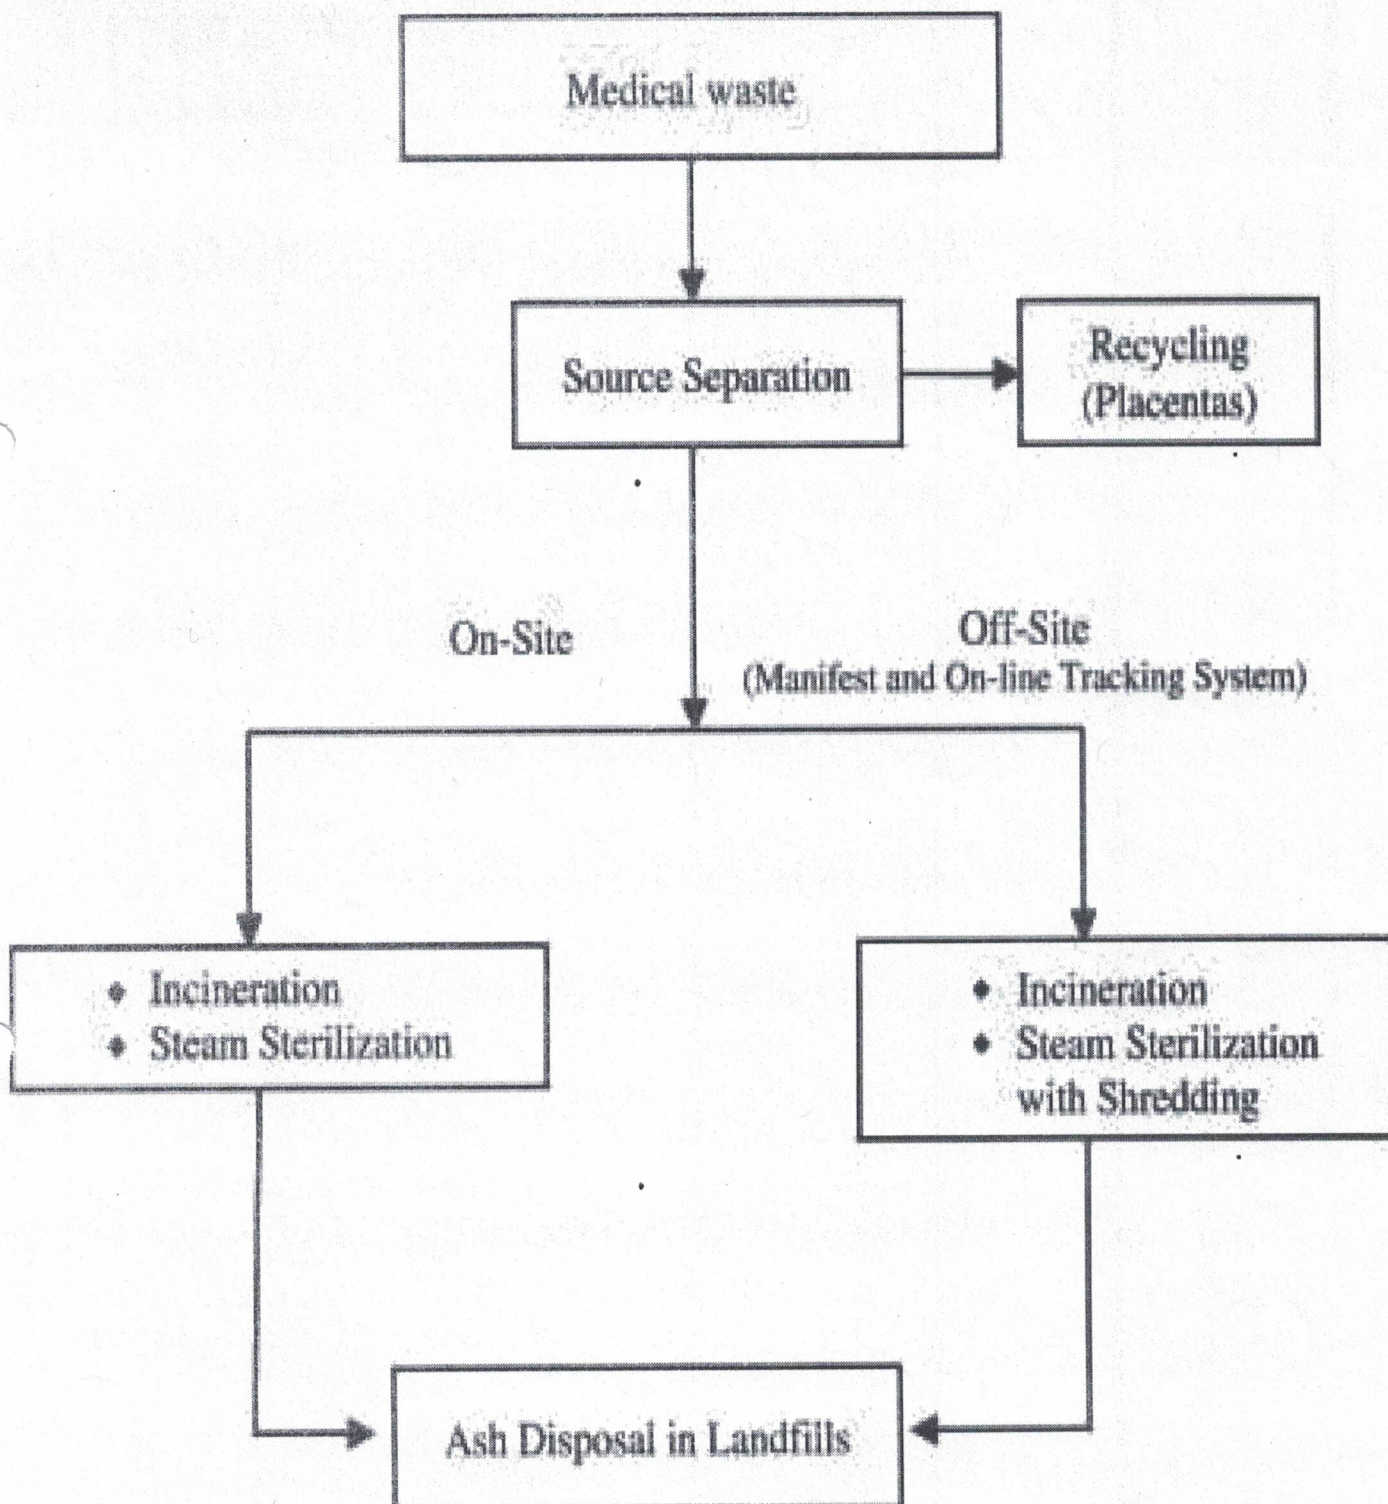 Medical waste
Source Separation
Recycling
(Placentas)
On-Site
Off-Site
(Manifest and On-line Tracking System)
♦ Incineration
♦ Steam Sterilization
♦ Incineration
♦ Steam Sterilization
with Shredding
Ash Disposal in Landfills